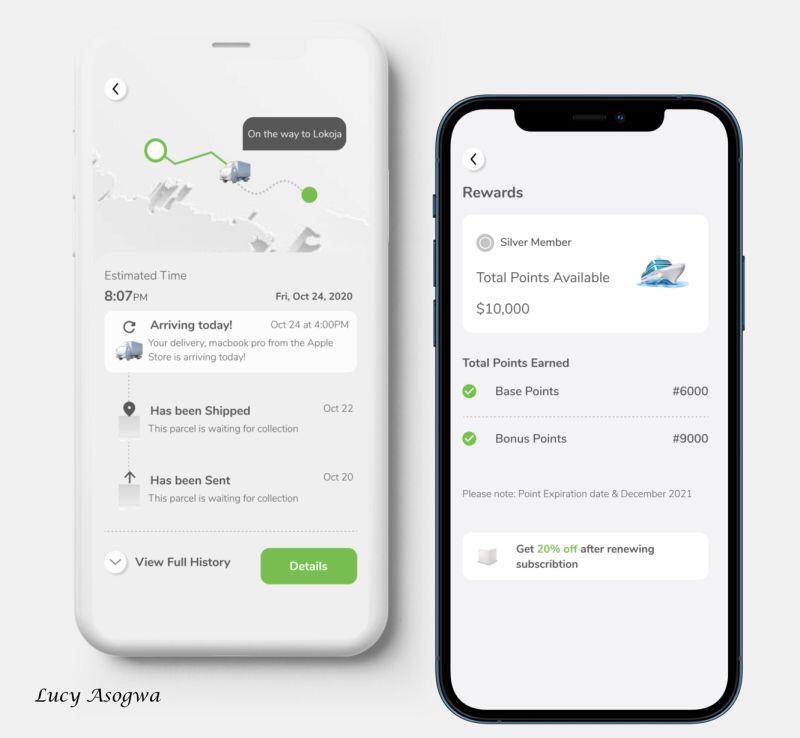 On the way to Lokoja
Estimated Time
8:07PM
Fri, Oct 24, 2020
Arriving today!
Oct 24 at 4:00PM
Your delivery, macbook pro from the Apple
Store is arriving today!
Has been Shipped
Oct 22
This parcel is waiting for collection
Has been Sent
Oct 20
This parcel is waiting for collection
View Full History
Details
Rewards
Silver Member
Total Points Available
$10,000
Total Points Earned
Base Points
#6000
Bonus Points
#9000
Please note: Point Expiration date & December 2021
Get 20% off after renewing
subscribtion
Lucy Asogwa